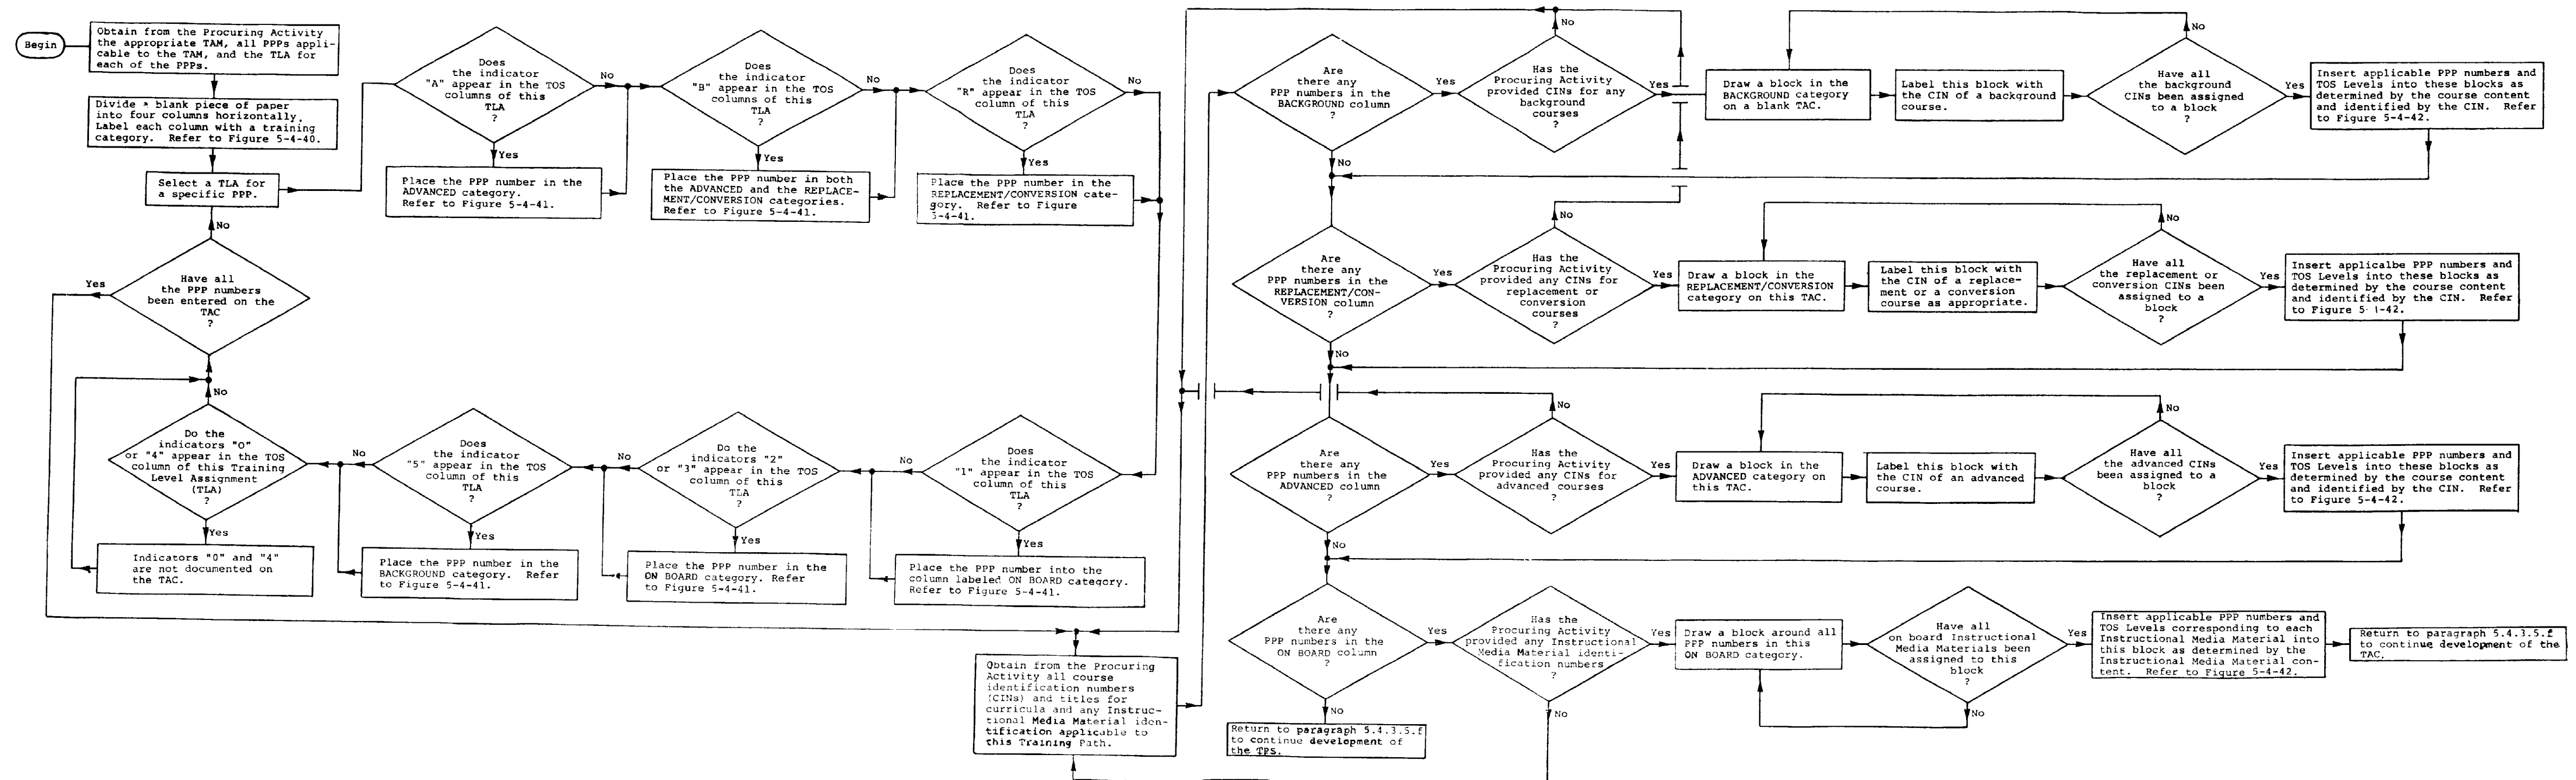 Begin
Obtain from the Procuring Activity
the appropriate TAM, all PPPs appli-
cable to the TAM, and the TLA for
each of the PPPs.
Divide a blank piece of paper
into four columns horizontally.
Label each column with a training
category. Refer to Figure 5-4-40.
Select a TLA for
a specific PPP.
Does
the indicator
"A" appear in the TOS
columns of this
TLA
?
No
Yes
Place the PPP number in the
ADVANCED category.
Refer to Figure 5-4-41.
Does
the indicator
"B" appear in the TOS
columns of this
TLA
?
No
Yes
Place the PPP number in both
the ADVANCED and the REPLACE-
MENT/CONVERSION categories.
Refer to Figure 5-4-41.
Does
the indicator
"R" appear in the TOS
column of this
TLA
?
No
Yes
Place the PPP number in the
REPLACEMENT/CONVERSION cate-
gory. Refer to Figure
5-4-41.
Does
the indicator
"1" appear in the TOS
column of this
TLA
?
No
Yes
Place the PPP number into the
column labeled ON BOARD category.
Refer to Figure 5-4-41.
Do the
indicators "2"
or "3" appear in the TOS
column of this
TLA
?
No
Yes
Place the PPP number in the
ON BOARD category. Refer
to Figure 5-4-41.
Does
the indicator
"5" appear in the TOS
column of this
TLA
?
No
Yes
Place the PPP number in the
BACKGROUND category. Refer
to Figure 5-4-41.
Do the
indicators "0"
or "4" appear in the TOS
column of this Training
Level Assignment
(TLA)
?
No
Yes
Indicators "0" and "4"
are not documented on
the TAC.
Have all
the PPP numbers
been entered on the
TAC
?
No
Yes
Obtain from the Procuring
Activity all course
identification numbers
(CINs) and titles for
curricula and any Instruc-
tional Media Material iden-
tification applicable to
this Training Path.
Are
there any
PPP numbers in the
BACKGROUND column
?
Yes
No
Has the
Procuring Activity
provided CINs for any
background
courses
?
No
Yes
Draw a block in the
BACKGROUND category
on a blank TAC.
Label this block with
the CIN of a background
course.
Have all
the background
CINs been assigned
to a block
?
No
Yes
Insert applicable PPP numbers and
TOS Levels into these blocks as
determined by the course content
and identified by the CIN. Refer
to Figure 5-4-42.
Are
there any
PPP numbers in the
REPLACEMENT/CON-
VERSION column
?
Yes
No
Has the
Procuring Activity
provided any CINs for
replacement or
conversion
courses
?
No
Yes
Draw a block in the
REPLACEMENT/CONVERSION
category on this TAC.
Label this block with
the CIN of a replace-
ment or a conversion
course as appropriate.
Have all
the replacement or
conversion CINs been
assigned to a
block
?
No
Yes
Insert applicalbe PPP numbers and
TOS Levels into these blocks as
determined by the course content
and identified by the CIN. Refer
to Figure
Are
there any
PPP numbers in the
ADVANCED column
?
Yes
No
Has the
Procuring Activity
provided any CINs for
advanced courses
?
No
Yes
Draw a block in the
ADVANCED category on
this TAC.
Label this block with
the CIN of an advanced
course.
Have all
the advanced CINs
been assigned to a
block
?
No
Yes
Insert applicable PPP numbers and
TOS Levels into these blocks as
determined by the course content
and identified by the CIN. Refer
to Figure 5-4-42.
Are
there any
PPP numbers in the
ON BOARD column
?
Yes
No
Return to paragraph 5.4.3.5.f
to continue development of
the TPS.
Has the
Procuring Activity
provided any Instructional
Media Material identi-
fication numbers
?
Yes
No
Draw a block around all
PPP numbers in this
ON BOARD category.
Have all
on board Instructional
Media Materials been
assigned to this
block
?
Yes
No
Insert applicable PPP numbers and
TOS Levels corresponding to each
Instructional Media Material into
this block as determined by the
Instructional Media Material con-
tent. Refer to Figure 5-4-42.
Return to paragraph 5.4.3.5.f
to continue development of the
TAC.